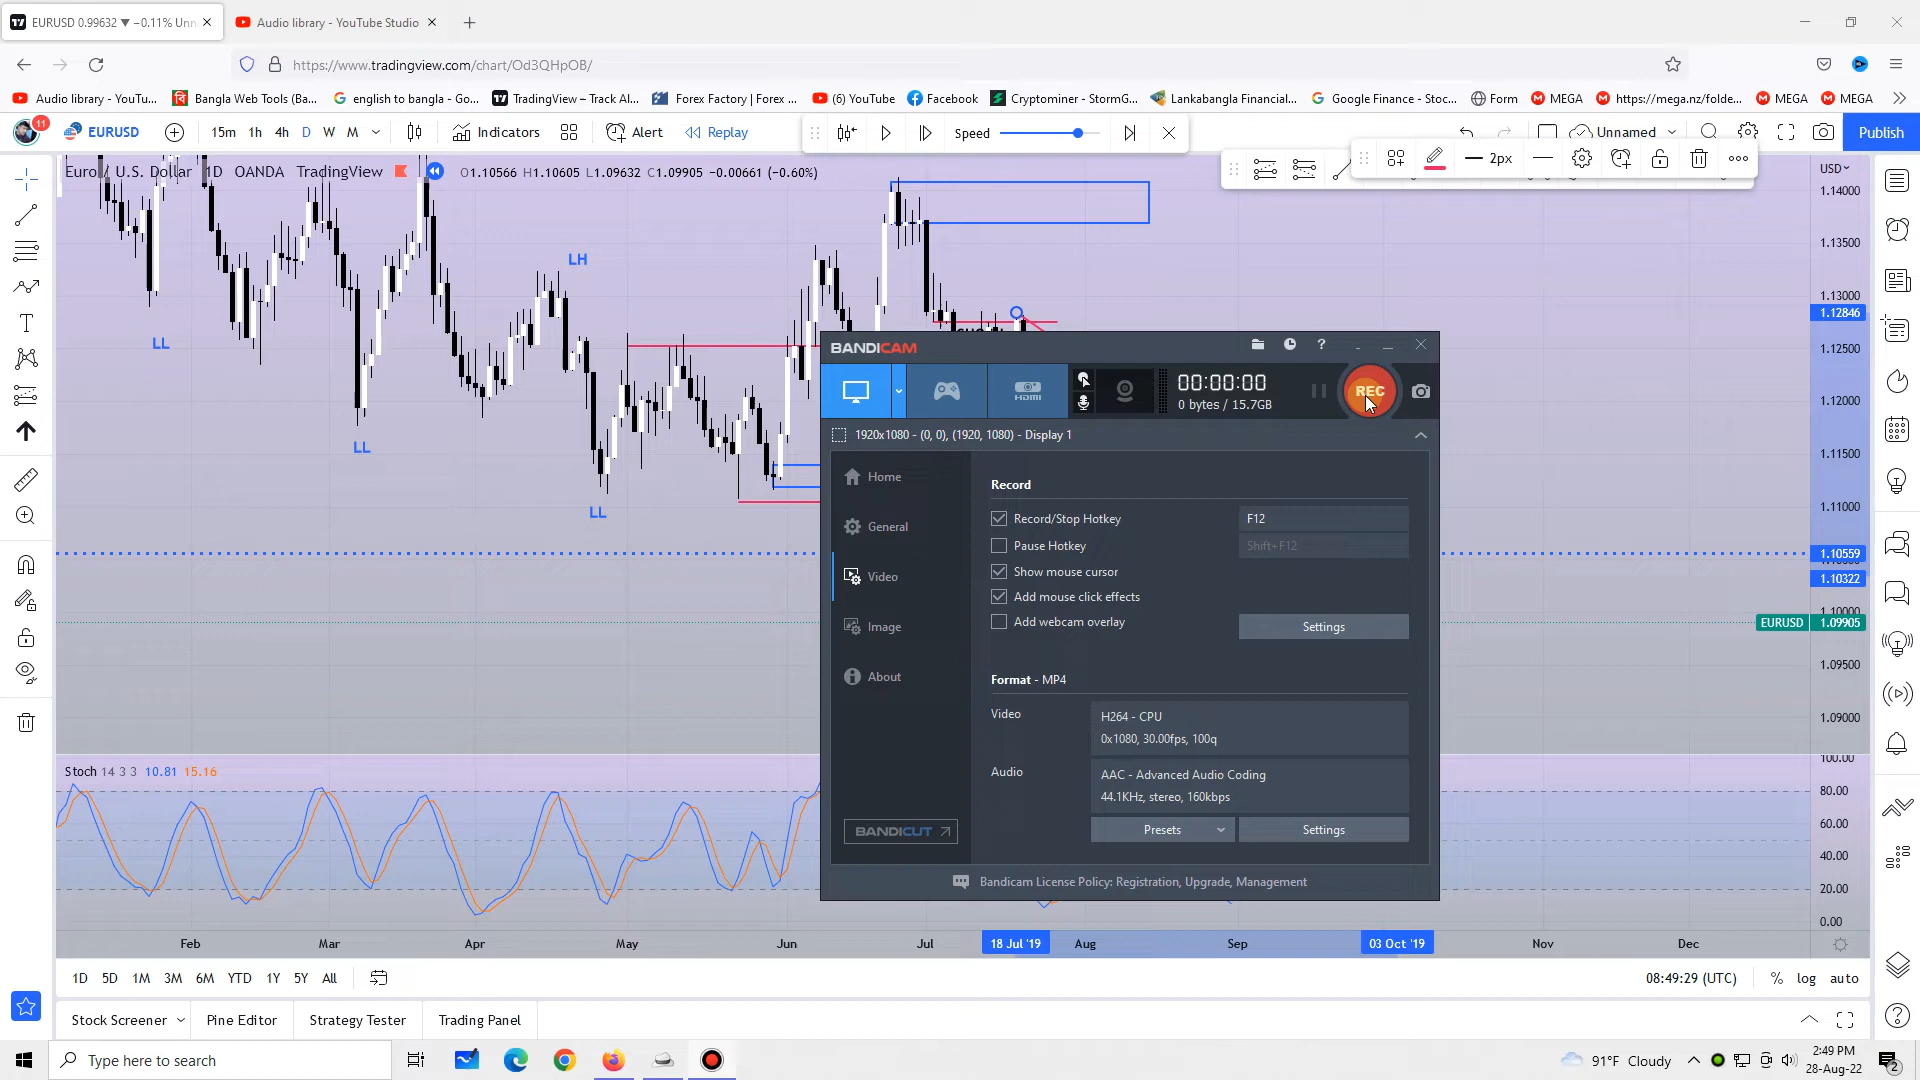 EURUSD 0.99632 ▼ −0.11% Unn
Audio library - YouTube Studio
https://www.tradingview.com/chart/Od3QHpOB/
Audio library - YouTu...
Bangla Web Tools (Ba...
english to bangla - Go...
TradingView – Track Al...
Forex Factory | Forex ...
(6) YouTube
Facebook
Cryptominer - StormG...
Lankabangla Financial...
Google Finance - Stoc...
Form
MEGA
https://mega.nz/folde...
MEGA
MEGA
11
EURUSD
15m 1h 4h D W M
Indicators
Alert
Replay
Speed
Unnamed
Publish
2px
Euro / U.S. Dollar 1D OANDA TradingView
O1.10566 H1.10605 L1.09632 C1.09905 −0.00661 (−0.60%)
USD
1.14000
1.13500
1.13000
1.12846
1.12500
1.12000
1.11500
1.11000
1.10559
1.10322
1.10000
EURUSD 1.09905
1.09500
1.09000
LH
LL
LL
LL
BANDICAM
HDMI
00:00:00
0 bytes / 15.7GB
REC
1920x1080 - (0, 0), (1920, 1080) - Display 1
Home
General
Video
Image
About
BANDICUT
Record
Record/Stop Hotkey F12
Pause Hotkey Shift+F12
Show mouse cursor
Add mouse click effects
Add webcam overlay Settings
Format - MP4
Video
H264 - CPU
0x1080, 30.00fps, 100q
Audio
AAC - Advanced Audio Coding
44.1KHz, stereo, 160kbps
Presets Settings
Bandicam License Policy: Registration, Upgrade, Management
Stoch 14 3 3 10.81 15.16
100.00
80.00
60.00
40.00
20.00
0.00
Feb Mar Apr May Jun Jul 18 Jul '19 Aug Sep 03 Oct '19 Nov Dec
1D 5D 1M 3M 6M YTD 1Y 5Y All
08:49:29 (UTC) % log auto
Stock Screener Pine Editor Strategy Tester Trading Panel
Type here to search
91°F Cloudy
2:49 PM
28-Aug-22
2